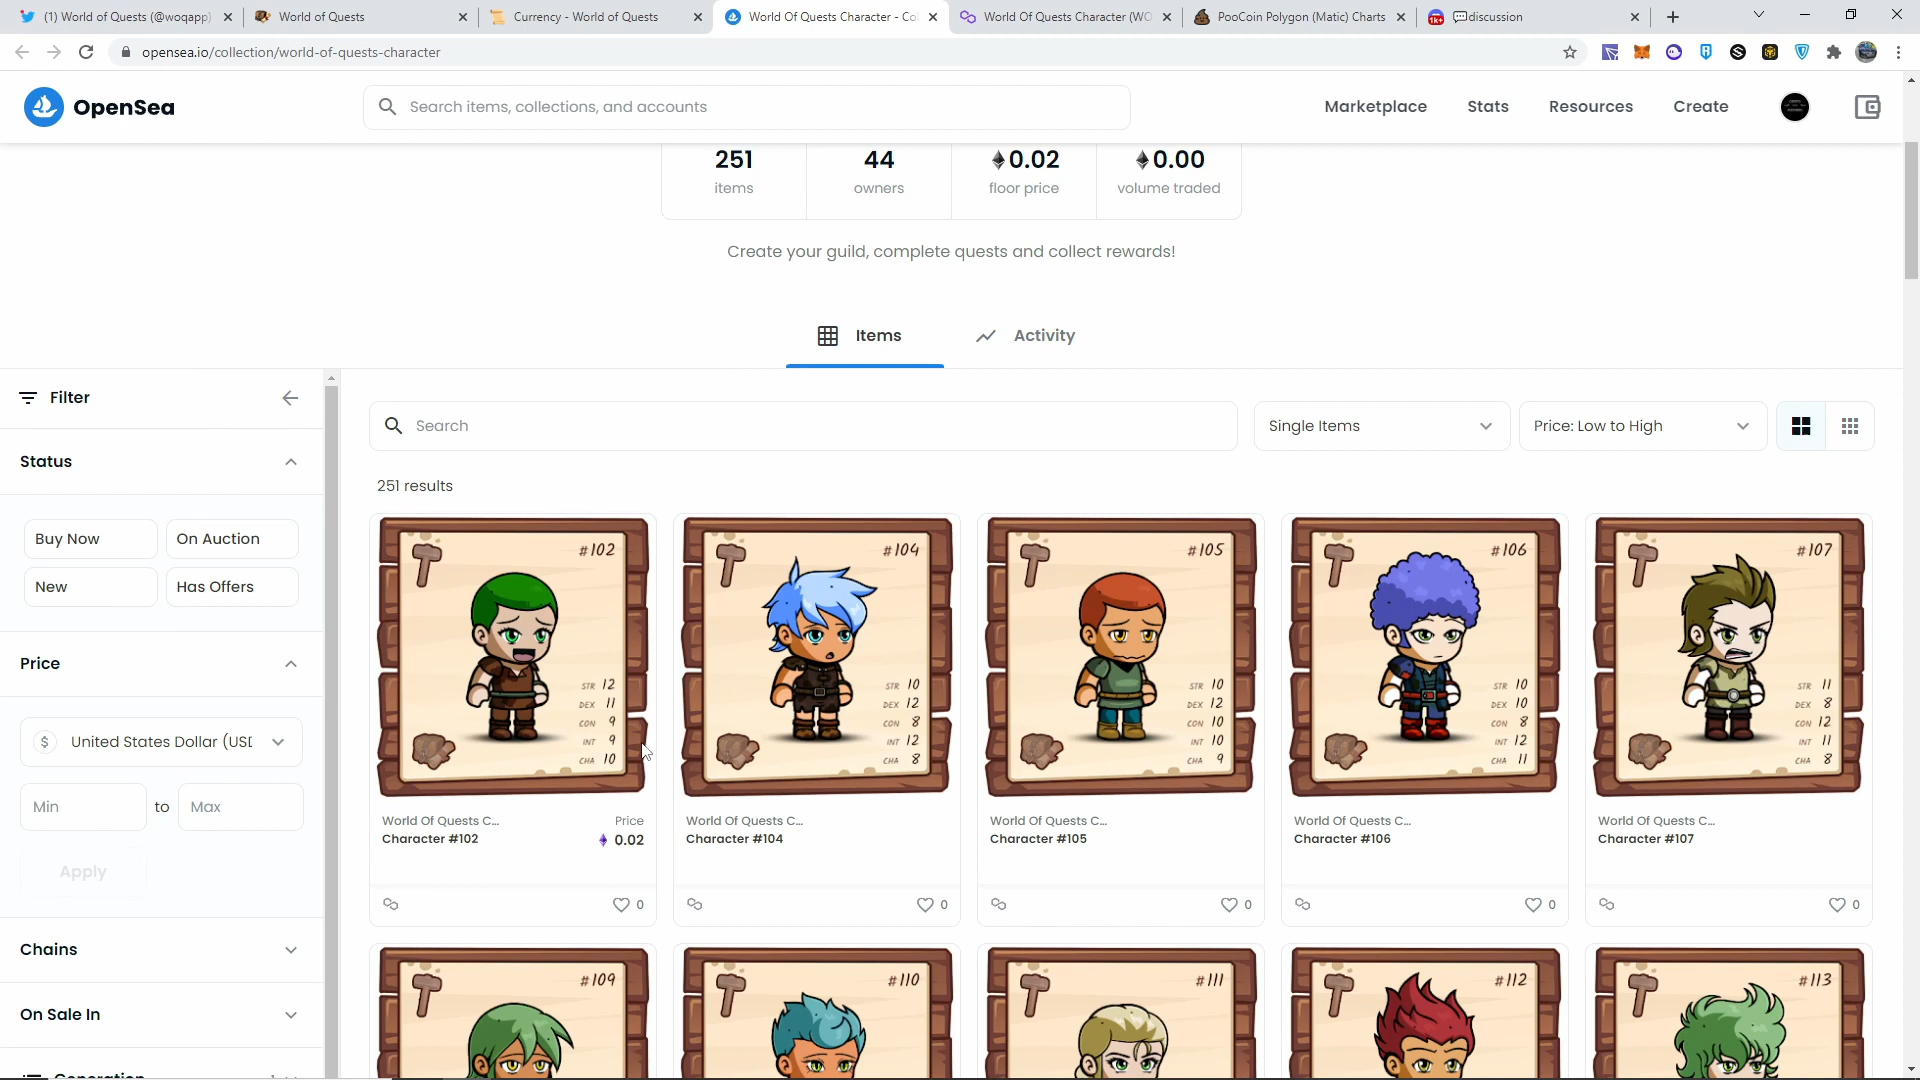 (1) World of Quests (@woqapp)
World of Quests
Currency - World of Quests
World Of Quests Character - Co
World Of Quests Character (WO
PooCoin Polygon (Matic) Charts
1k+
discussion
opensea.io/collection/world-of-quests-character
OpenSea
Search items, collections, and accounts
Marketplace
Stats
Resources
Create
251
items
44
owners
0.02
floor price
0.00
volume traded
Create your guild, complete quests and collect rewards!
Items
Activity
Filter
Status
Buy Now
On Auction
New
Has Offers
Price
$
United States Dollar (USD
Min
to
Max
Apply
Chains
On Sale In
Generation
Search
Single Items
Price: Low to High
251 results
#102
STR 12
DEX 11
CON 9
INT 9
CHA 10
World Of Quests C...
Price
Character #102
0.02
0
#104
STR 10
DEX 12
CON 8
INT 12
CHA 8
World Of Quests C...
Character #104
0
#105
STR 10
DEX 12
CON 10
INT 10
CHA 9
World Of Quests C...
Character #105
0
#106
STR 10
DEX 10
CON 8
INT 12
CHA 11
World Of Quests C...
Character #106
0
#107
STR 11
DEX 8
CON 12
INT 11
CHA 8
World Of Quests C...
Character #107
0
#109
#110
#111
#112
#113